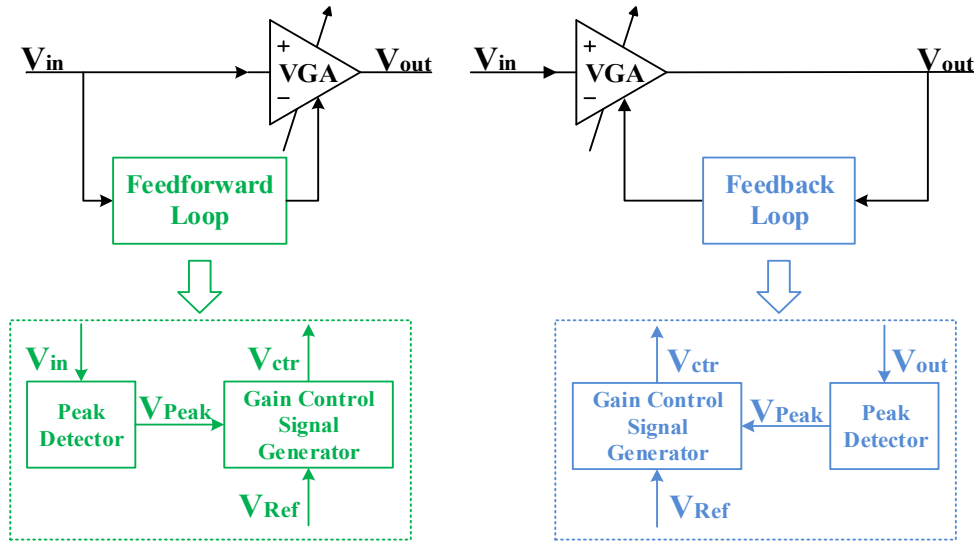 Vin
+
VGA
−
Vout
Feedforward
Loop
Vin
Vctr
Peak
Detector
VPeak
Gain Control
Signal
Generator
VRef
Vin
+
VGA
−
Vout
Feedback
Loop
Vctr
Vout
Gain Control
Signal
Generator
VPeak
Peak
Detector
VRef